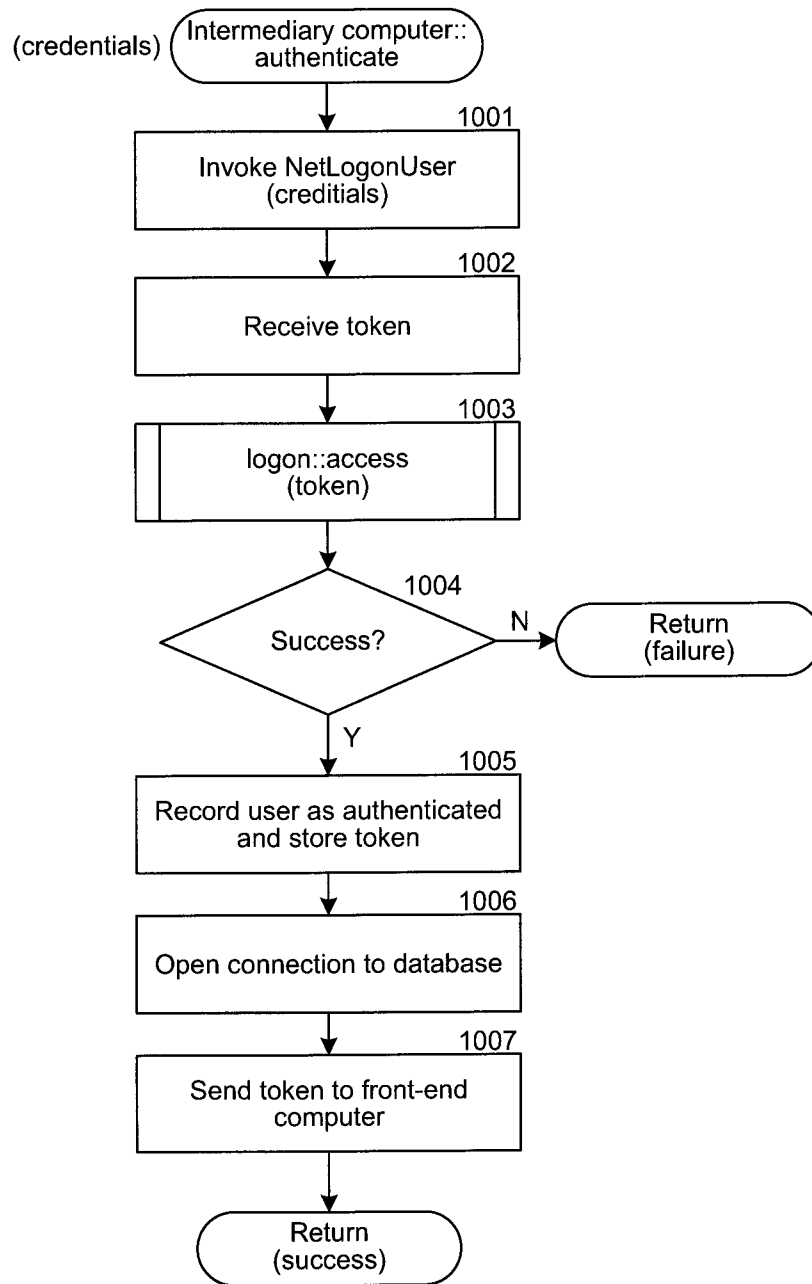 (credentials)
Intermediary computer::
authenticate
1001
Invoke NetLogonUser
(creditials)
1002
Receive token
1003
logon::access
(token)
1004
Success?
N
Return
(failure)
Y
1005
Record user as authenticated
and store token
1006
Open connection to database
1007
Send token to front-end
computer
Return
(success)